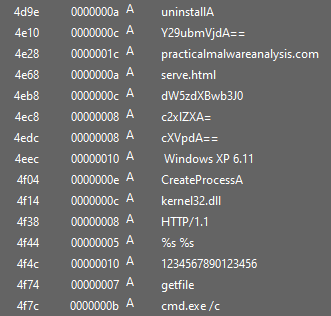 4d9e 0000000a A uninstallA
4e10 0000000c A Y29ubmVjdA==
4e28 0000001c A practicalmalwareanalysis.com
4e68 0000000a A serve.html
4eb8 0000000c A dW5zdXBwb3J0
4ec8 00000008 A c2xlZXA=
4edc 00000008 A cXVpdA==
4eec 00000010 A Windows XP 6.11
4f04 0000000e A CreateProcessA
4f14 0000000c A kernel32.dll
4f38 00000008 A HTTP/1.1
4f44 00000005 A %s %s
4f4c 00000010 A 1234567890123456
4f74 00000007 A getfile
4f7c 0000000b A cmd.exe /c